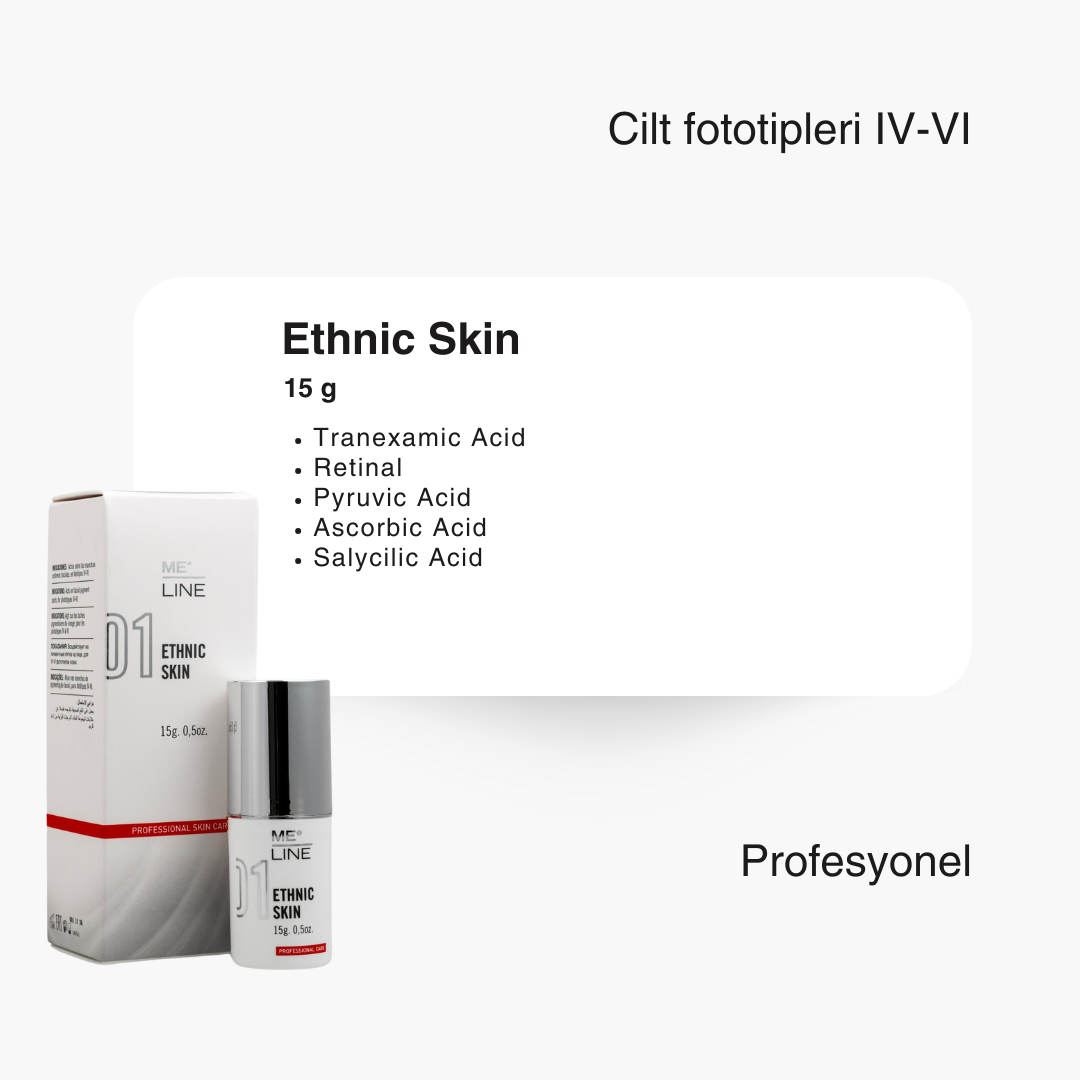 Cilt fototipleri IV-VI
Ethnic Skin
15 g
Tranexamic Acid
Retinal
Pyruvic Acid
Ascorbic Acid
Salycilic Acid
ME
LINE
01
ETHNIC
SKIN
15g. 0,5oz.
PROFESSIONAL SKIN CAR
ME
LINE
01
ETHNIC
SKIN
15g. 0,5oz.
PROFESSIONAL CARE
Profesyonel